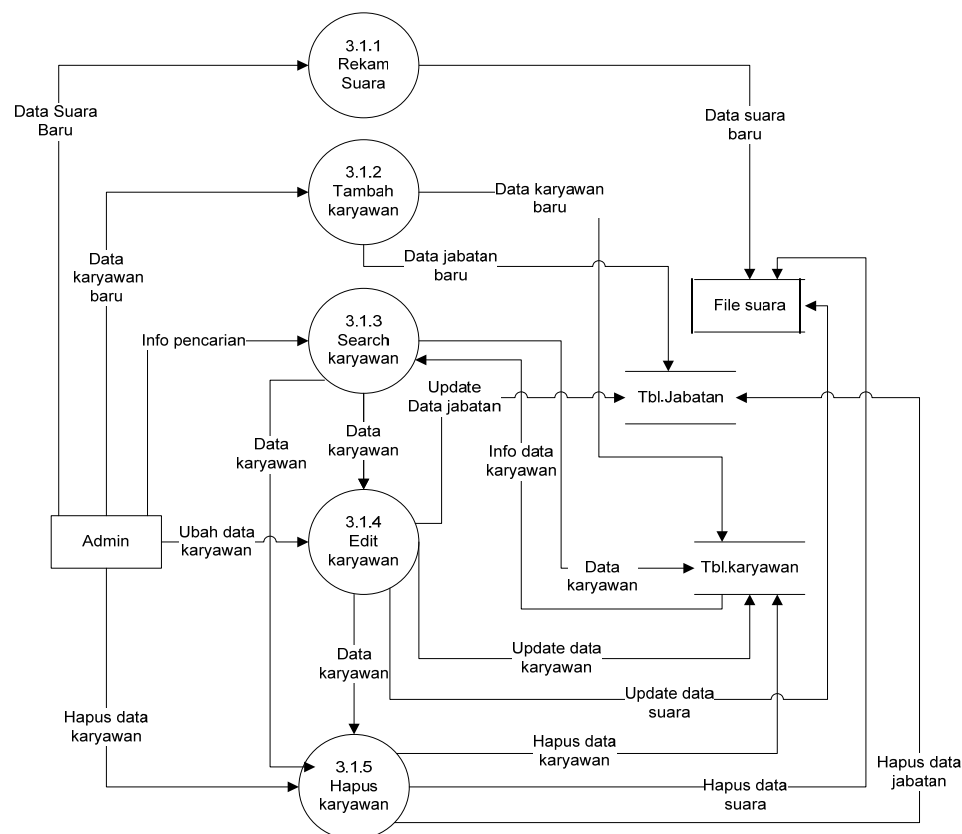 3.1.1
Rekam
Suara
Data Suara
Baru
Data suara
baru
3.1.2
Tambah
karyawan
Data karyawan
baru
Data
karyawan
baru
Data jabatan
baru
3.1.3
Search
karyawan
File suara
Info pencarian
Update
Data jabatan
Tbl.Jabatan
Data
karyawan
Data
karyawan
Info data
karyawan
3.1.4
Edit
karyawan
Admin
Ubah data
karyawan
Data
karyawan
Tbl.karyawan
Data
karyawan
Update data
karyawan
Update data
suara
Hapus data
karyawan
3.1.5
Hapus
karyawan
Hapus data
karyawan
Hapus data
suara
Hapus data
jabatan